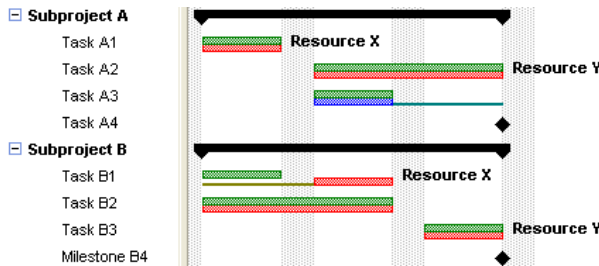 Subproject A
Task A1 Resource X
Task A2 Resource Y
Task A3
Task A4
Subproject B
Task B1 Resource X
Task B2
Task B3 Resource Y
Milestone B4